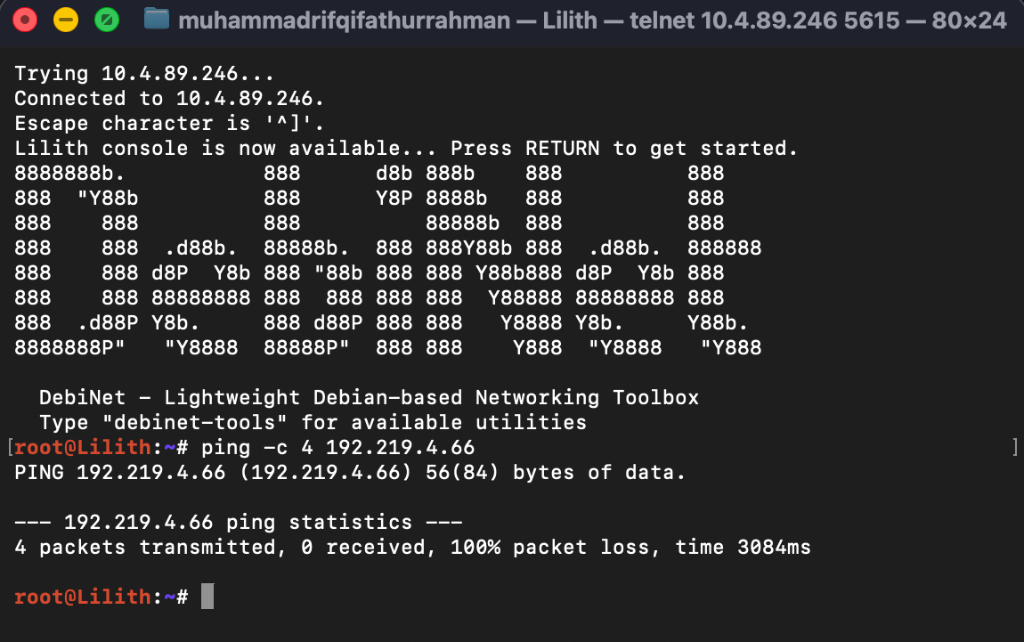 muhammadrifqifathurrahman — Lilith — telnet 10.4.89.246 5615 — 80×24
Trying 10.4.89.246...
Connected to 10.4.89.246.
Escape character is '^]'.
Lilith console is now available... Press RETURN to get started.
8888888b.           888      d8b 888b    888          888
888  "Y88b          888      Y8P 8888b   888          888
888    888          888          88888b  888          888
888    888  .d88b.  88888b.  888 888Y88b 888  .d88b.  888888
888    888 d8P  Y8b 888 "88b 888 888 Y88b888 d8P  Y8b 888
888    888 88888888 888  888 888 888  Y88888 88888888 888
888  .d88P Y8b.     888 d88P 888 888   Y8888 Y8b.     Y88b.
8888888P"   "Y8888  88888P"  888 888    Y888  "Y8888   "Y888
DebiNet – Lightweight Debian-based Networking Toolbox
Type "debinet-tools" for available utilities
[root@Lilith:~# ping -c 4 192.219.4.66 ]
PING 192.219.4.66 (192.219.4.66) 56(84) bytes of data.
--- 192.219.4.66 ping statistics ---
4 packets transmitted, 0 received, 100% packet loss, time 3084ms
root@Lilith:~#